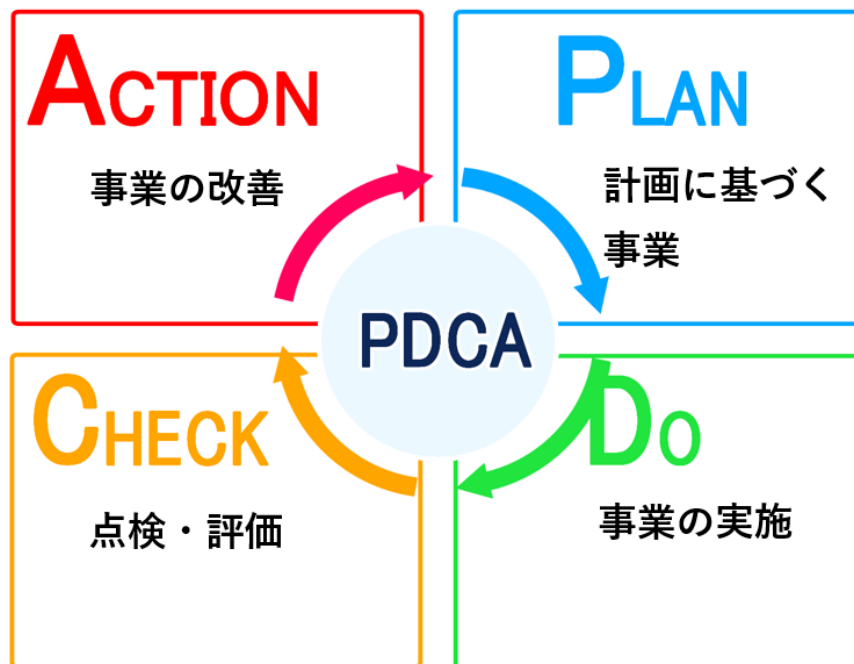 ACTION
事業の改善
PLAN
計画に基づく
事業
PDCA
CHECK
点検・評価
DO
事業の実施